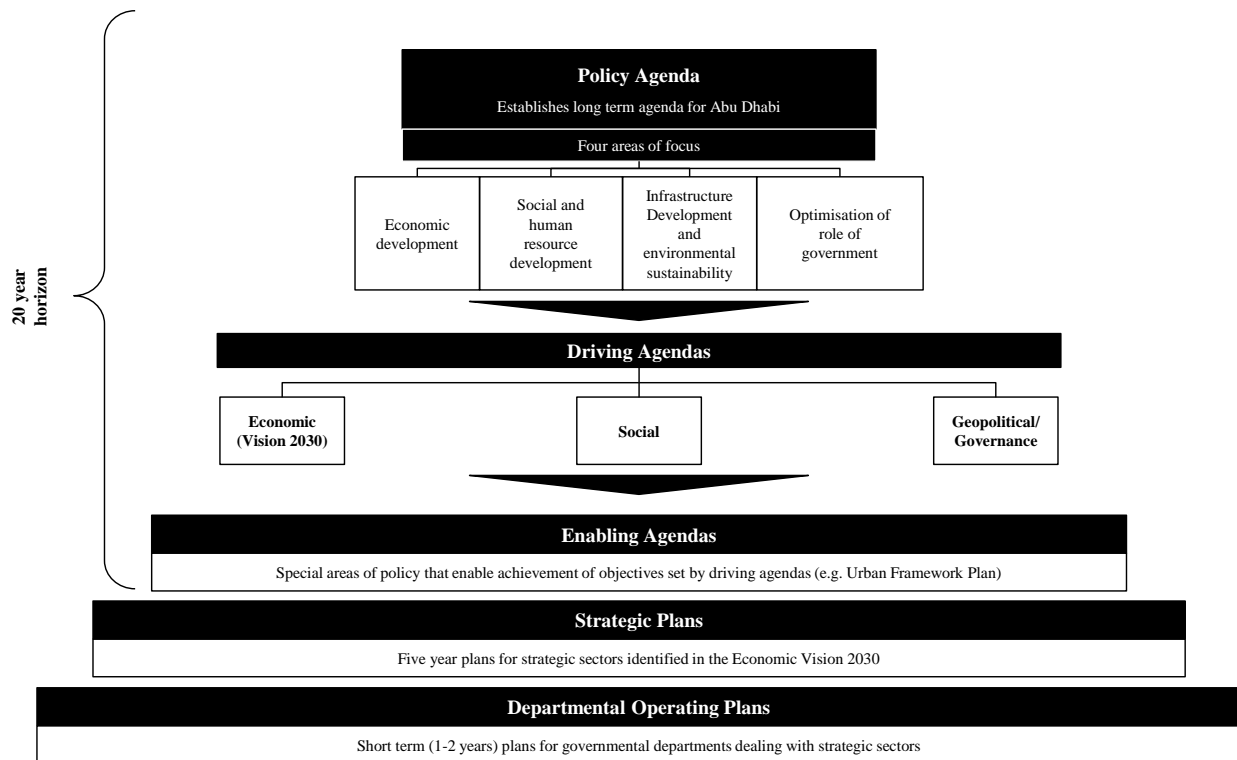 Policy Agenda
Establishes long term agenda for Abu Dhabi
Four areas of focus
Economic
development
Social and
human
resource
development
Infrastructure
Development
and
environmental
sustainability
Optimisation of
role of
government
20 year
horizon
Driving Agendas
Economic
(Vision 2030)
Social
Geopolitical/
Governance
Enabling Agendas
Special areas of policy that enable achievement of objectives set by driving agendas (e.g. Urban Framework Plan)
Strategic Plans
Five year plans for strategic sectors identified in the Economic Vision 2030
Departmental Operating Plans
Short term (1-2 years) plans for governmental departments dealing with strategic sectors